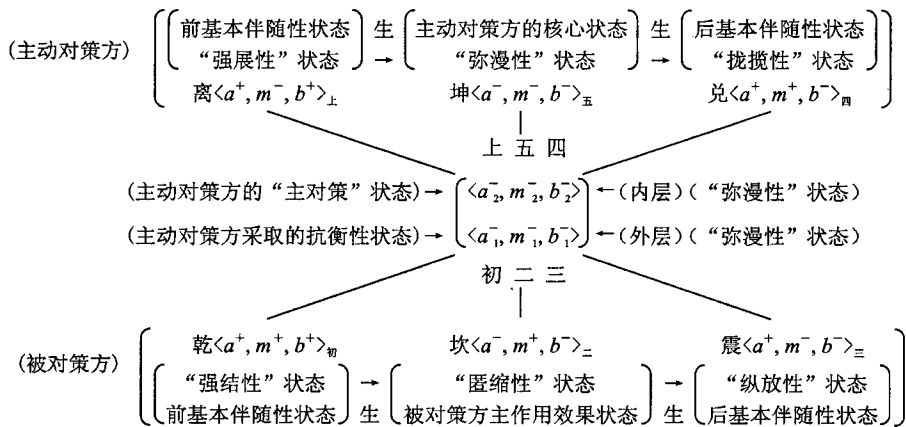 前基本伴随性状态 生 主动对策方的核心状态 生 后基本伴随性状态
(主动对策方) “强展性”状态 → “弥漫性”状态 → “拢揽性”状态
离<a⁺, m⁻, b⁺>上 坤<a⁻, m⁻, b⁻>五 兑<a⁺, m⁺, b⁻>四
上 五 四
(主动对策方的“主对策”状态)→ <a₂⁻, m₂⁻, b₂⁻> ←(内层)(“弥漫性”状态)
(主动对策方采取的抗衡性状态)→ <a₁⁻, m₁⁻, b₁⁻> ←(外层)(“弥漫性”状态)
初 二 三
乾<a⁺, m⁺, b⁺>初 坎<a⁻, m⁺, b⁻>二 震<a⁺, m⁻, b⁻>三
(被对策方) “强结性”状态 → “匿缩性”状态 → “纵放性”状态
前基本伴随性状态 生 被对策方主作用效果状态 生 后基本伴随性状态